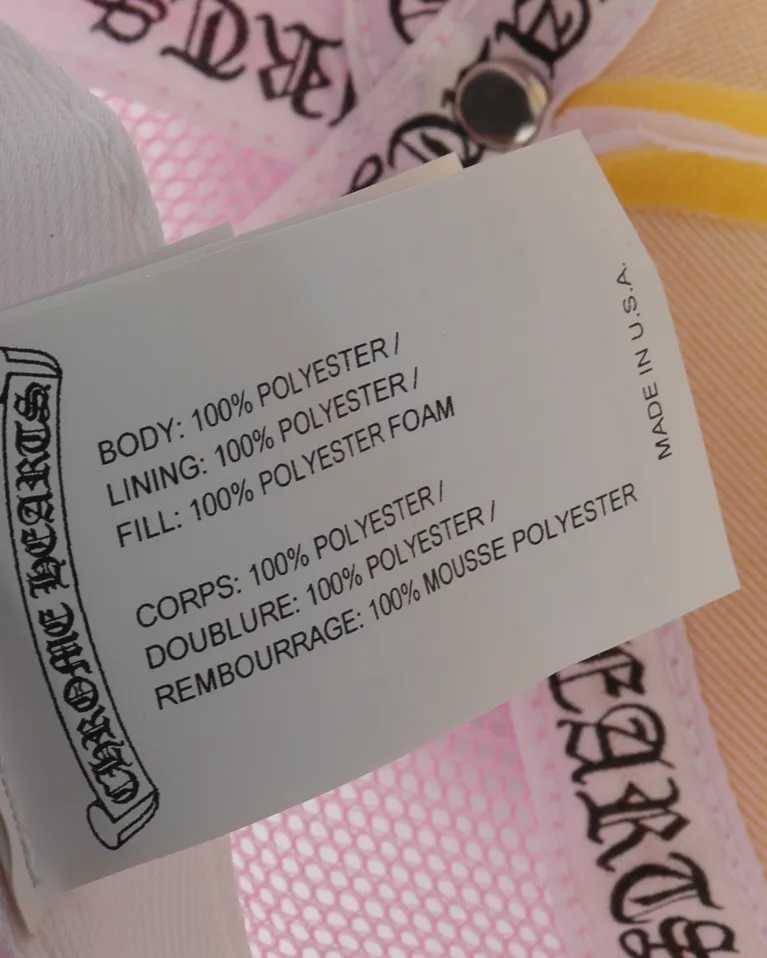 CHROME HEARTS
BODY: 100% POLYESTER /
LINING: 100% POLYESTER /
FILL: 100% POLYESTER FOAM
CORPS: 100% POLYESTER /
DOUBLURE: 100% POLYESTER /
REMBOURRAGE: 100% MOUSSE POLYESTER
MADE IN U.S.A.